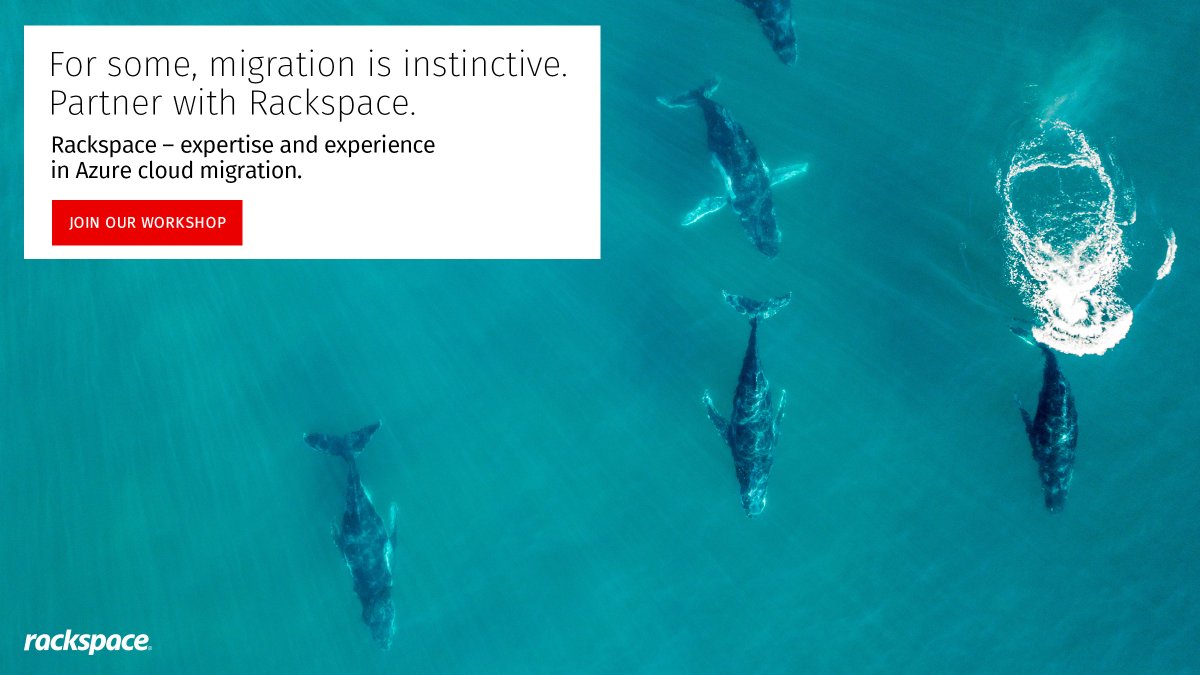 For some, migration is instinctive.
Partner with Rackspace.
Rackspace – expertise and experience
in Azure cloud migration.
JOIN OUR WORKSHOP
rackspace.